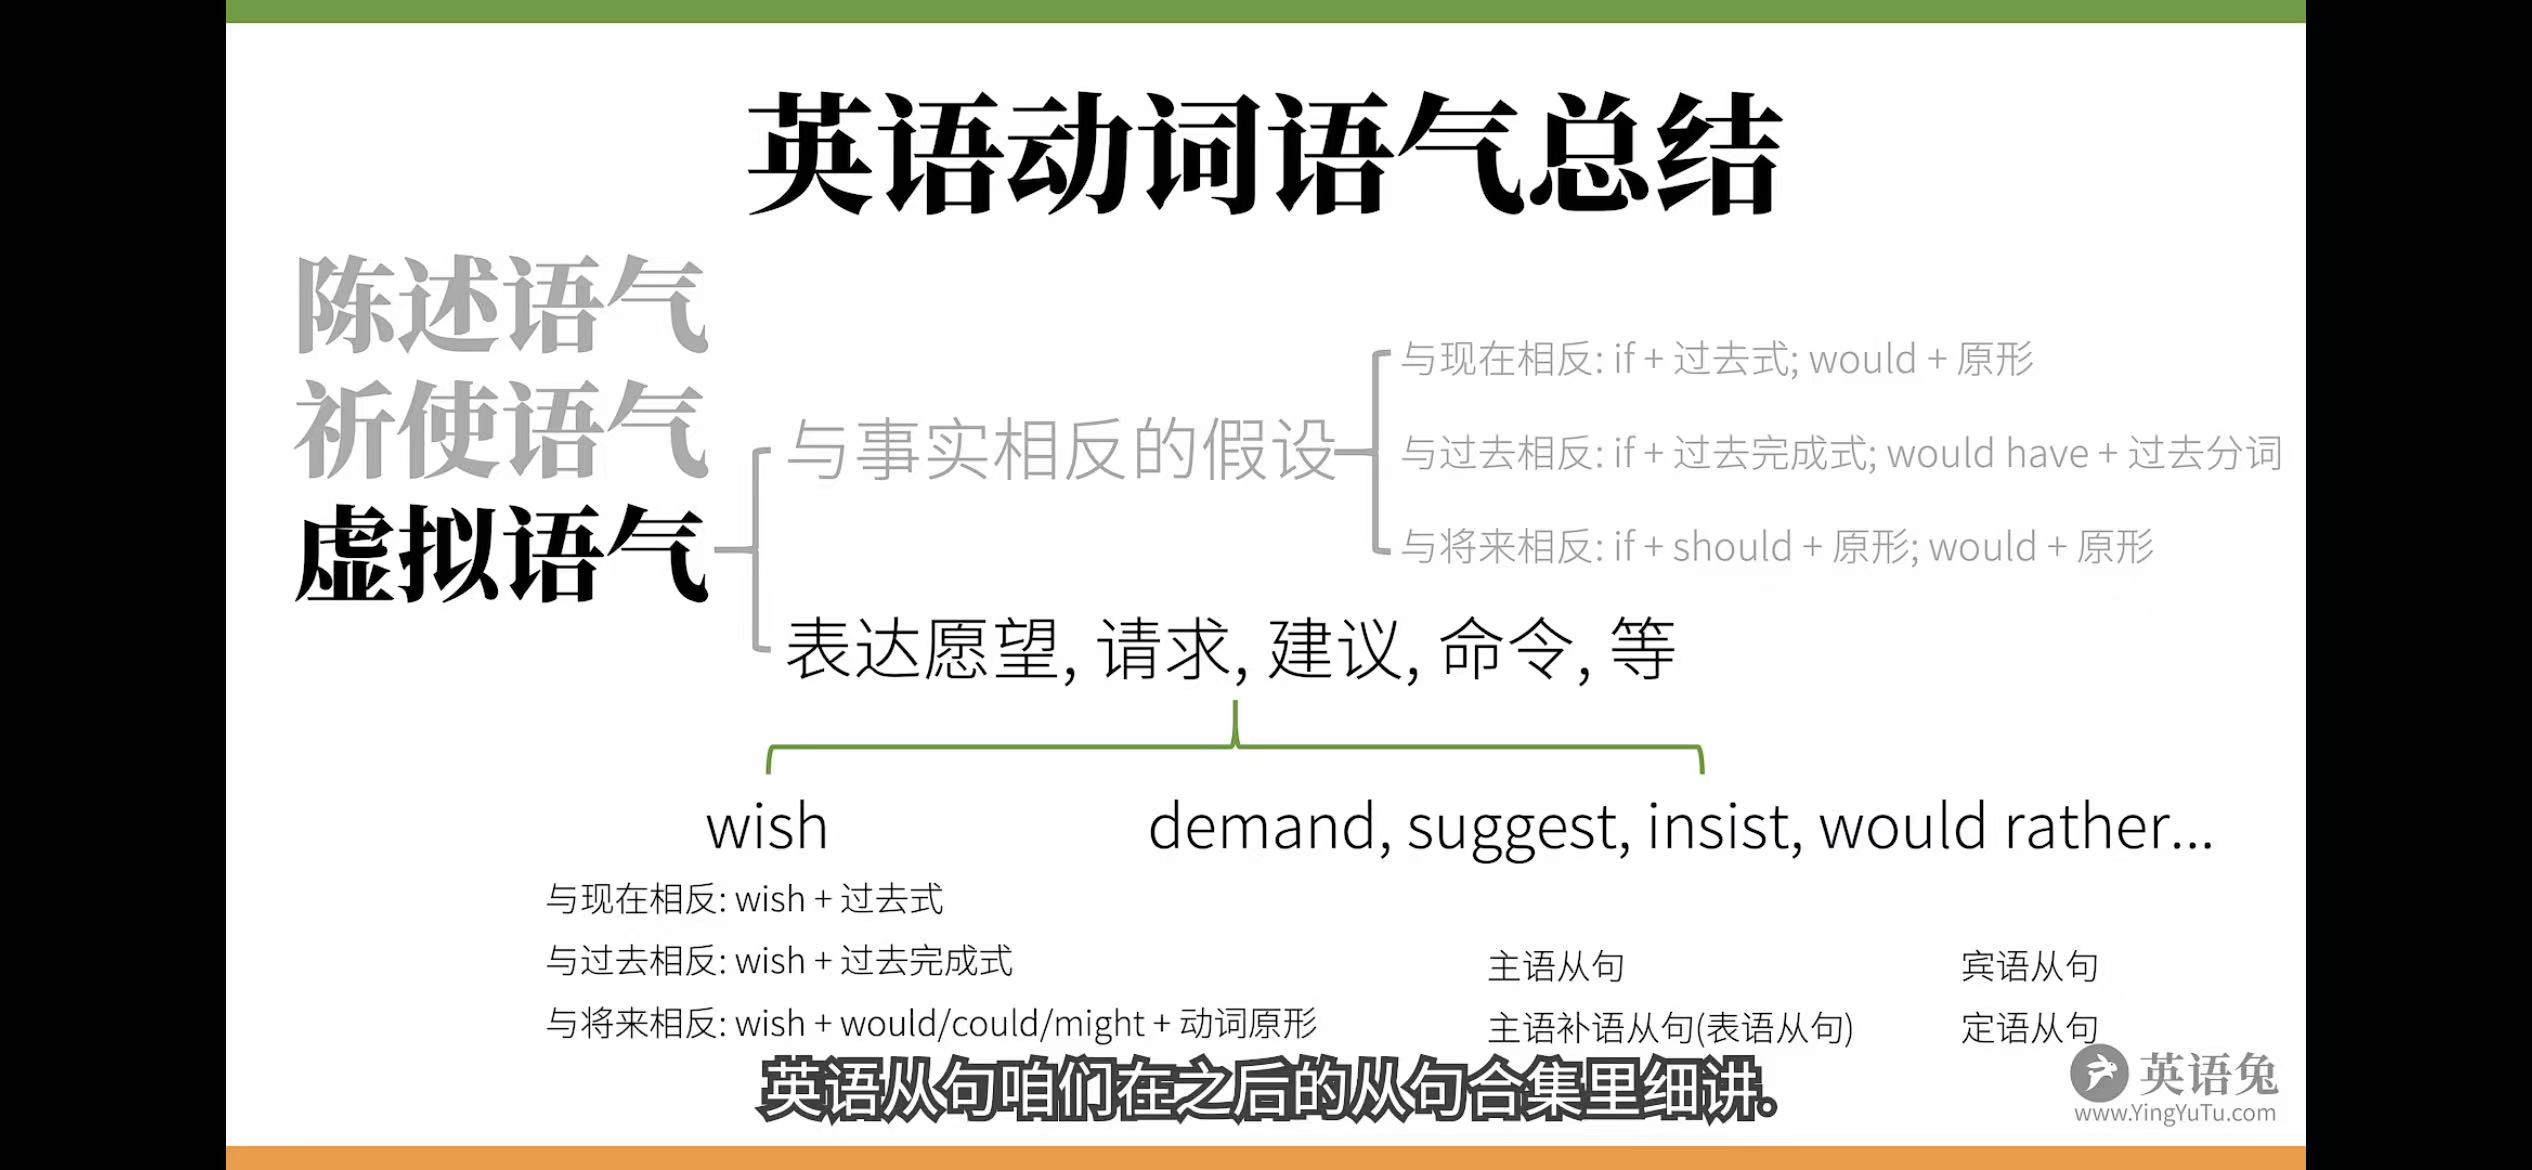 英语动词语气总结
陈述语气
祈使语气
虚拟语气
与事实相反的假设
与现在相反: if + 过去式; would + 原形
与过去相反: if + 过去完成式; would have + 过去分词
与将来相反: if + should + 原形; would + 原形
表达愿望, 请求, 建议, 命令, 等
wish
与现在相反: wish + 过去式
与过去相反: wish + 过去完成式
与将来相反: wish + would/could/might + 动词原形
demand, suggest, insist, would rather...
主语从句 宾语从句
主语补语从句(表语从句) 定语从句
英语从句咱们在之后的从句合集里细讲。
英语兔
www.YingYuTu.com